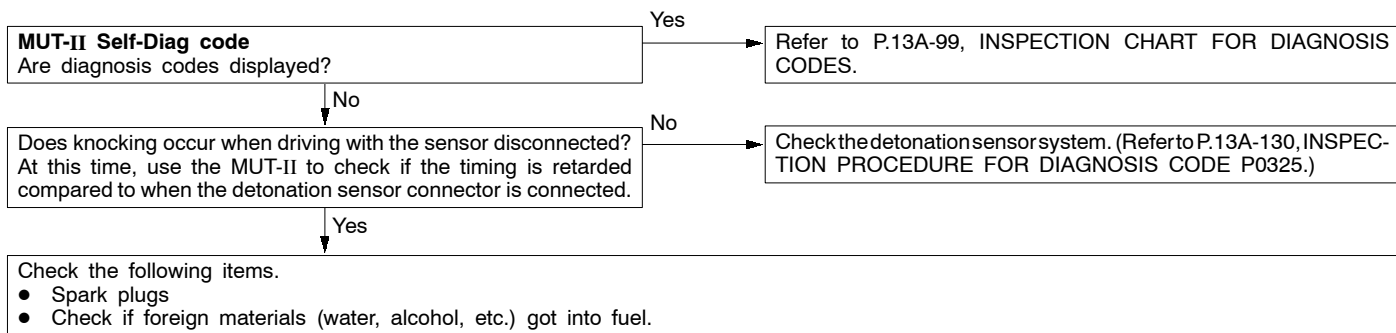 MUT-II Self-Diag code
Are diagnosis codes displayed?
Yes
Refer to P.13A-99, INSPECTION CHART FOR DIAGNOSIS
CODES.
No
Does knocking occur when driving with the sensor disconnected?
At this time, use the MUT-II to check if the timing is retarded
compared to when the detonation sensor connector is connected.
No
Check the detonation sensor system. (Refer to P.13A-130, INSPEC-
TION PROCEDURE FOR DIAGNOSIS CODE P0325.)
Yes
Check the following items.
● Spark plugs
● Check if foreign materials (water, alcohol, etc.) got into fuel.